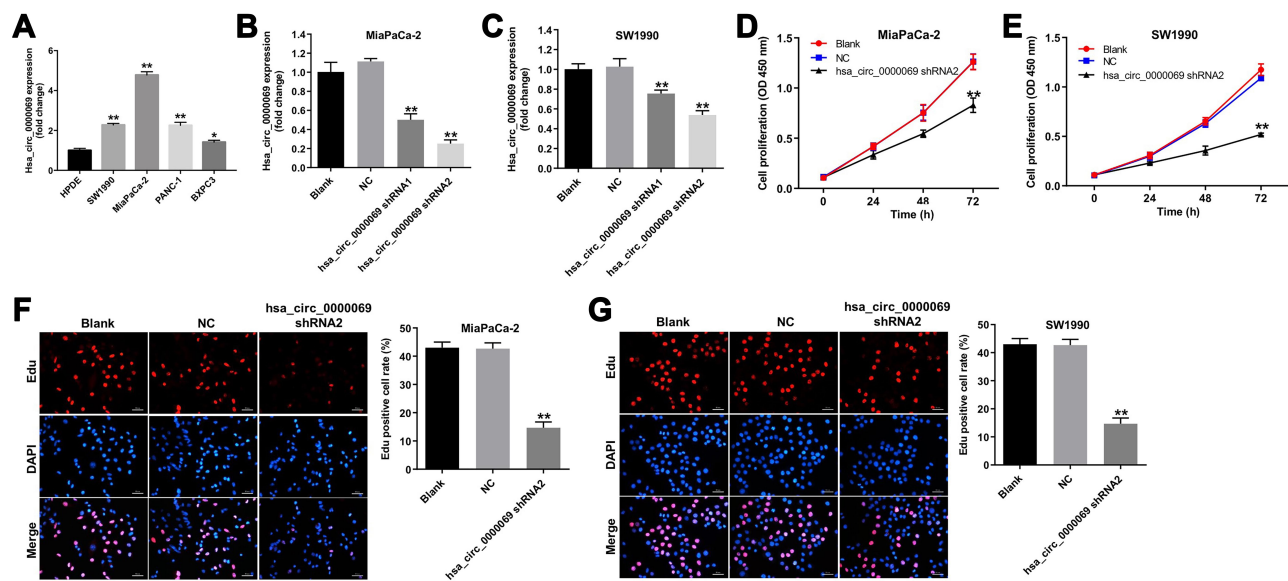 A
Hsa_circ_0000069 expression
(fold change)
6
4
2
0
**
**
**
*
HPDE
SW1990
MiaPaCa-2
PANC-1
BXPC3
B
MiaPaCa-2
Hsa_circ_0000069 expression
(fold change)
1.4
1.2
1.0
0.8
0.6
0.4
0.2
0.0
**
**
Blank
NC
hsa_circ_0000069 shRNA1
hsa_circ_0000069 shRNA2
C
SW1990
Hsa_circ_0000069 expression
(fold change)
1.4
1.2
1.0
0.8
0.6
0.4
0.2
0.0
**
**
Blank
NC
hsa_circ_0000069 shRNA1
hsa_circ_0000069 shRNA2
D
MiaPaCa-2
Blank
NC
hsa_circ_0000069 shRNA2
Cell proliferation (OD 450 nm)
1.5
1.0
0.5
0.0
**
0
24
48
72
Time (h)
E
SW1990
Blank
NC
hsa_circ_0000069 shRNA2
Cell proliferation (OD 450 nm)
1.5
1.0
0.5
0.0
**
0
24
48
72
Time (h)
F
Blank
NC
hsa_circ_0000069
shRNA2
Edu
DAPI
Merge
MiaPaCa-2
Edu positive cell rate (%)
50
40
30
20
10
0
**
Blank
NC
hsa_circ_0000069 shRNA2
G
Blank
NC
hsa_circ_0000069
shRNA2
Edu
DAPI
Merge
SW1990
Edu positive cell rate (%)
50
40
30
20
10
0
**
Blank
NC
hsa_circ_0000069 shRNA2